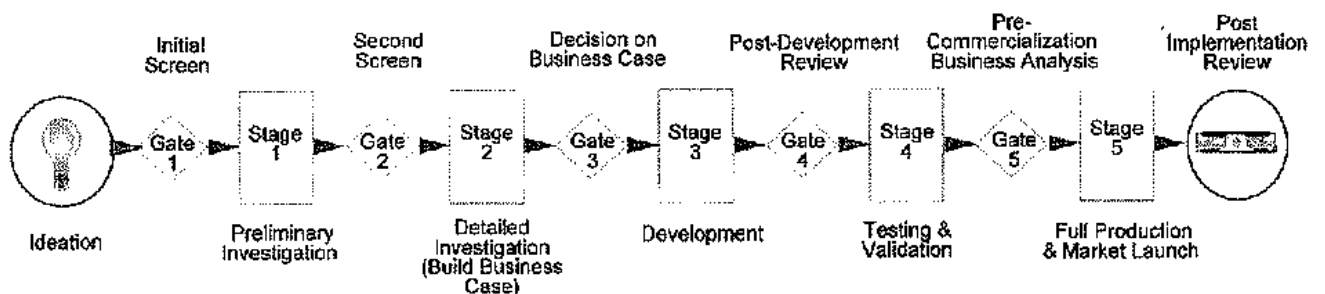 Initial
Screen
Second
Screen
Decision on
Business Case
Post-Development
Review
Pre-
Commercialization
Business Analysis
Post
Implementation
Review
Gate
1
Stage
1
Gate
2
Stage
2
Gate
3
Stage
3
Gate
4
Stage
4
Gate
5
Stage
5
Ideation
Preliminary
Investigation
Detailed
Investigation
(Build Business
Case)
Development
Testing &
Validation
Full Production
& Market Launch